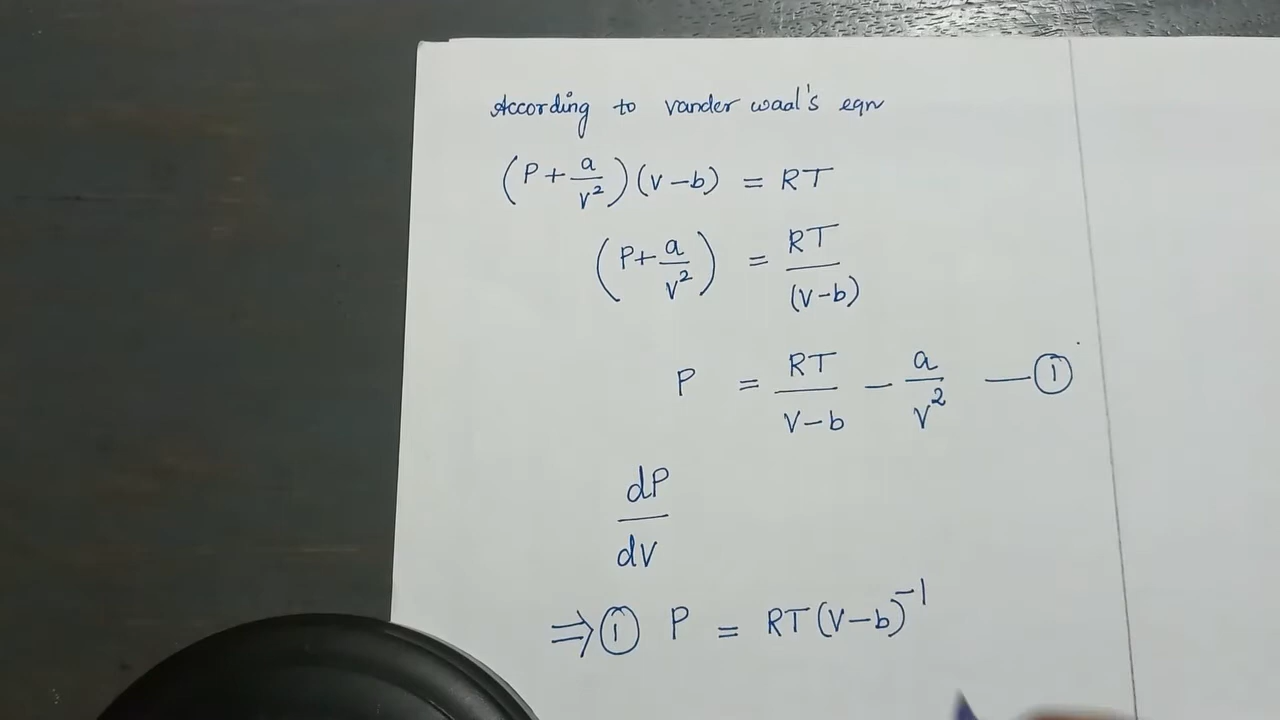 According to vander waal's eqn
(P + a/v²)(v-b) = RT
(P + a/v²) = RT/(v-b)
P = RT/v-b - a/v² — ①
dP/dv
⇒ ① P = RT(v-b)⁻¹